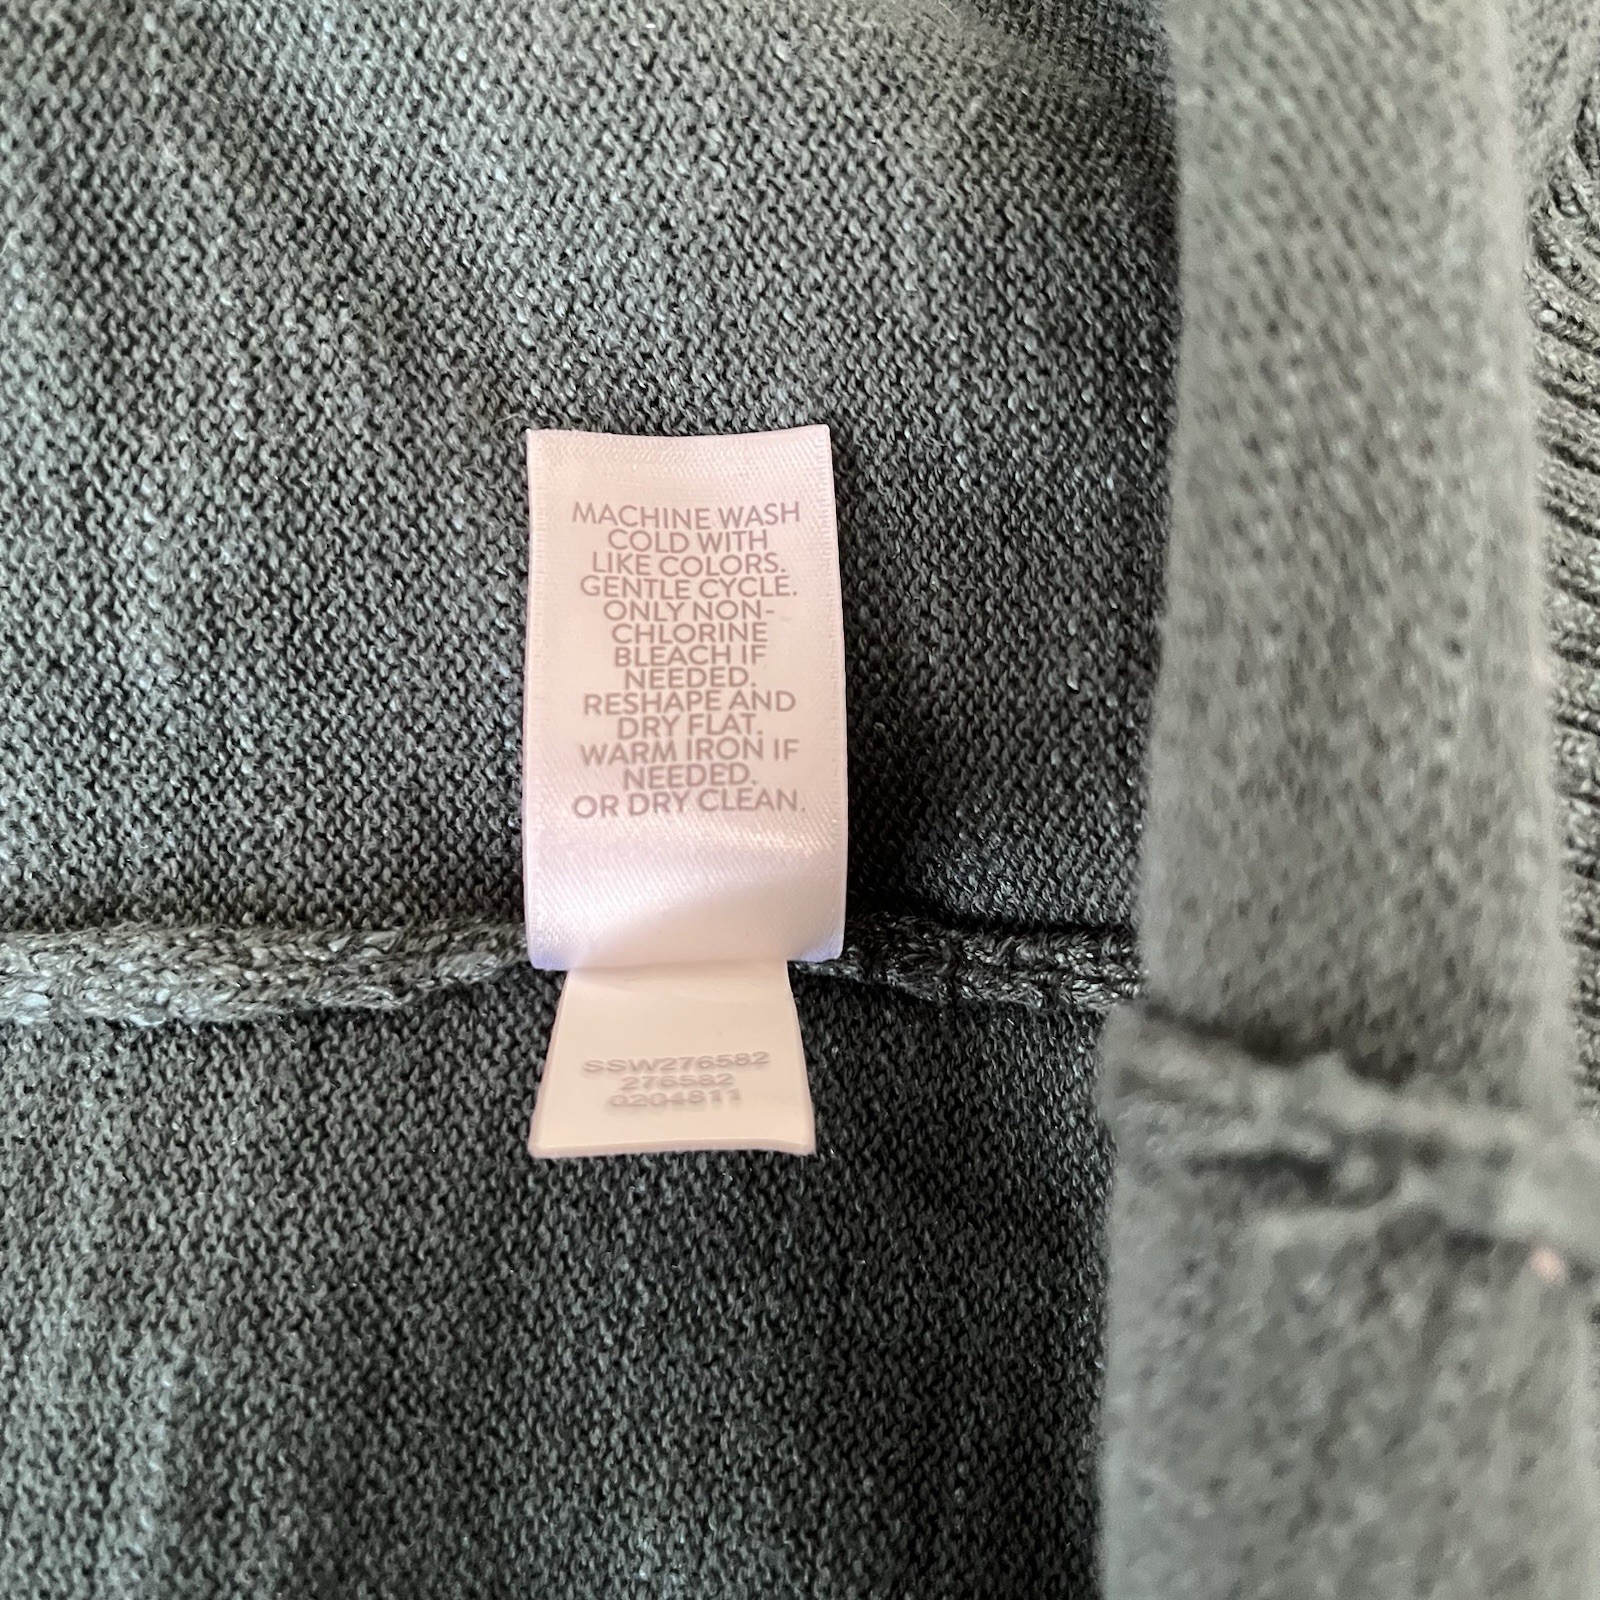 MACHINE WASH
COLD WITH
LIKE COLORS.
GENTLE CYCLE.
ONLY NON-
CHLORINE
BLEACH IF
NEEDED.
RESHAPE AND
DRY FLAT.
WARM IRON IF
NEEDED.
OR DRY CLEAN.
SSW276582
276582
0204811